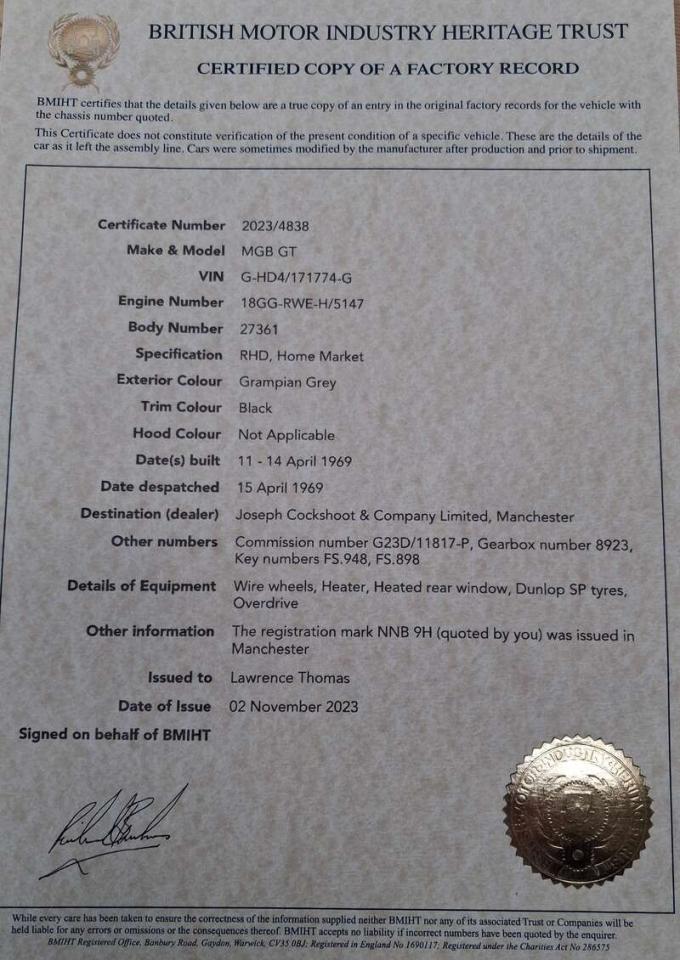 BRITISH MOTOR INDUSTRY HERITAGE TRUST
CERTIFIED COPY OF A FACTORY RECORD
BMIHT certifies that the details given below are a true copy of an entry in the original factory records for the vehicle with
the chassis number quoted.
This Certificate does not constitute verification of the present condition of a specific vehicle. These are the details of the
car as it left the assembly line. Cars were sometimes modified by the manufacturer after production and prior to shipment.
Certificate Number 2023/4838
Make & Model MGB GT
VIN G-HD4/171774-G
Engine Number 18GG-RWE-H/5147
Body Number 27361
Specification RHD, Home Market
Exterior Colour Grampian Grey
Trim Colour Black
Hood Colour Not Applicable
Date(s) built 11 - 14 April 1969
Date despatched 15 April 1969
Destination (dealer) Joseph Cockshoot & Company Limited, Manchester
Other numbers Commission number G23D/11817-P, Gearbox number 8923,
Key numbers FS.948, FS.898
Details of Equipment Wire wheels, Heater, Heated rear window, Dunlop SP tyres,
Overdrive
Other information The registration mark NNB 9H (quoted by you) was issued in
Manchester
Issued to Lawrence Thomas
Date of Issue 02 November 2023
Signed on behalf of BMIHT
While every care has been taken to ensure the correctness of the information supplied neither BMIHT nor any of its associated Trust or Companies will be
held liable for any errors or omissions or the consequences thereof. BMIHT accepts no liability if incorrect numbers have been quoted by the enquirer.
BMIHT Registered Office, Banbury Road, Gaydon, Warwick, CV35 0BJ; Registered in England No 1690117; Registered under the Charities Act No 286575